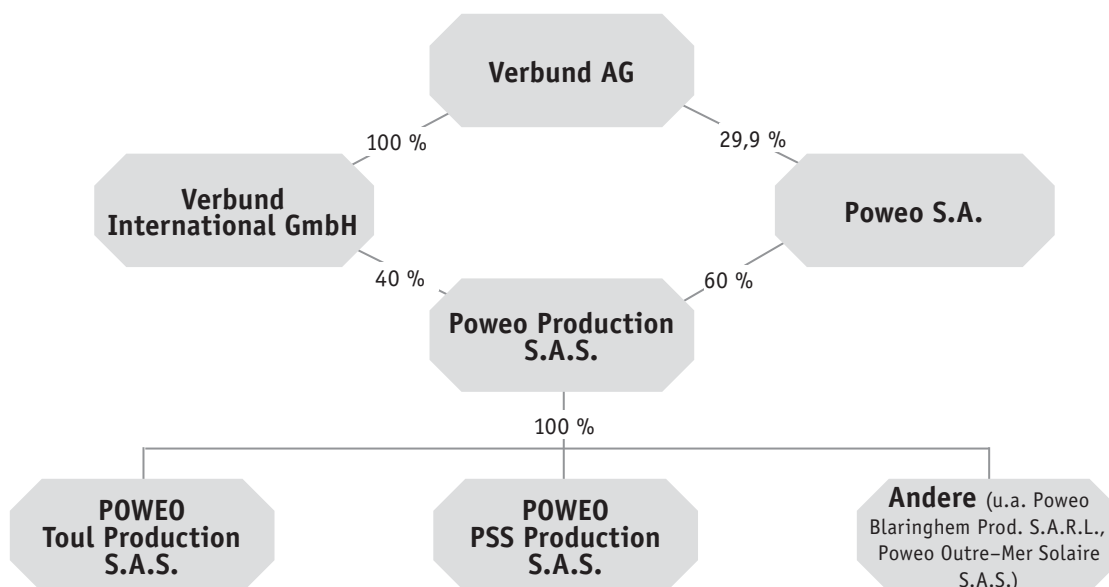 Verbund AG
100 %
29,9 %
Verbund
International GmbH
Poweo S.A.
40 %
60 %
Poweo Production
S.A.S.
100 %
POWEO
Toul Production
S.A.S.
POWEO
PSS Production
S.A.S.
Andere (u.a. Poweo
Blaringhem Prod. S.A.R.L.,
Poweo Outre–Mer Solaire
S.A.S.)